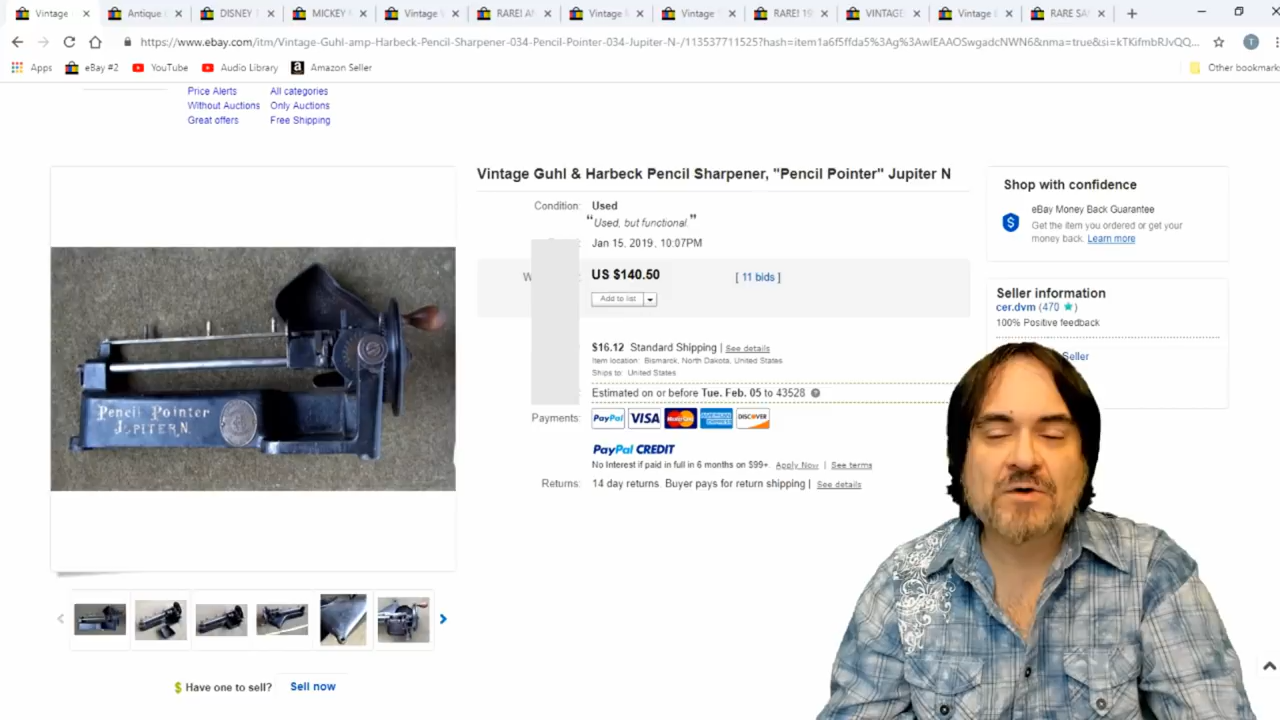 Vintage
Antique
DISNEY
MICKEY
Vintage
RARE! AN
Vintage
Vintage
RARE! 19
VINTAGE
Vintage
RARE SA
https://www.ebay.com/itm/Vintage-Guhl-amp-Harbeck-Pencil-Sharpener-034-Pencil-Pointer-034-Jupiter-N-/113537711525?hash=item1a6f5ffda5%3Ag%3AwIEAAOSwgadcNWN6&nma=true&si=kTKifmbRJvQQ...
T
Apps eBay #2 YouTube Audio Library Amazon Seller Other bookmark
Price Alerts All categories
Without Auctions Only Auctions
Great offers Free Shipping
Vintage Guhl & Harbeck Pencil Sharpener, "Pencil Pointer" Jupiter N
Condition: Used
"Used, but functional."
Jan 15, 2019, 10:07PM
W
US $140.50 [ 11 bids ]
Add to list
$16.12 Standard Shipping | See details
Item location: Bismarck, North Dakota, United States
Ships to: United States
Estimated on or before Tue. Feb. 05 to 43528
Payments: PayPal VISA MasterCard AMERICAN EXPRESS DISCOVER
PayPal CREDIT
No Interest if paid in full in 6 months on $99+. Apply Now | See terms
Returns: 14 day returns. Buyer pays for return shipping | See details
Shop with confidence
eBay Money Back Guarantee
Get the item you ordered or get your
money back. Learn more
Seller information
cer.dvm (470 )
100% Positive feedback
Seller
Pencil Pointer
JUPITER N.
$ Have one to sell? Sell now